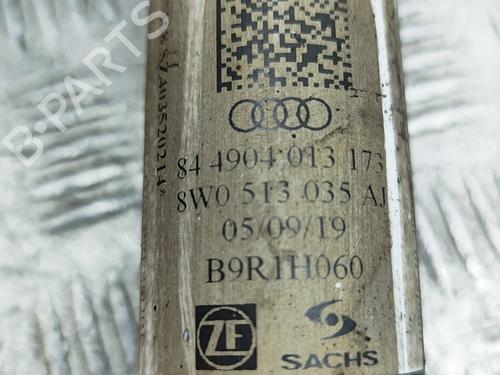 B-PARTS
84 4904 013 173
8W0 513 035 AJ
05/09/19
B9R1H060
ZF
SACHS